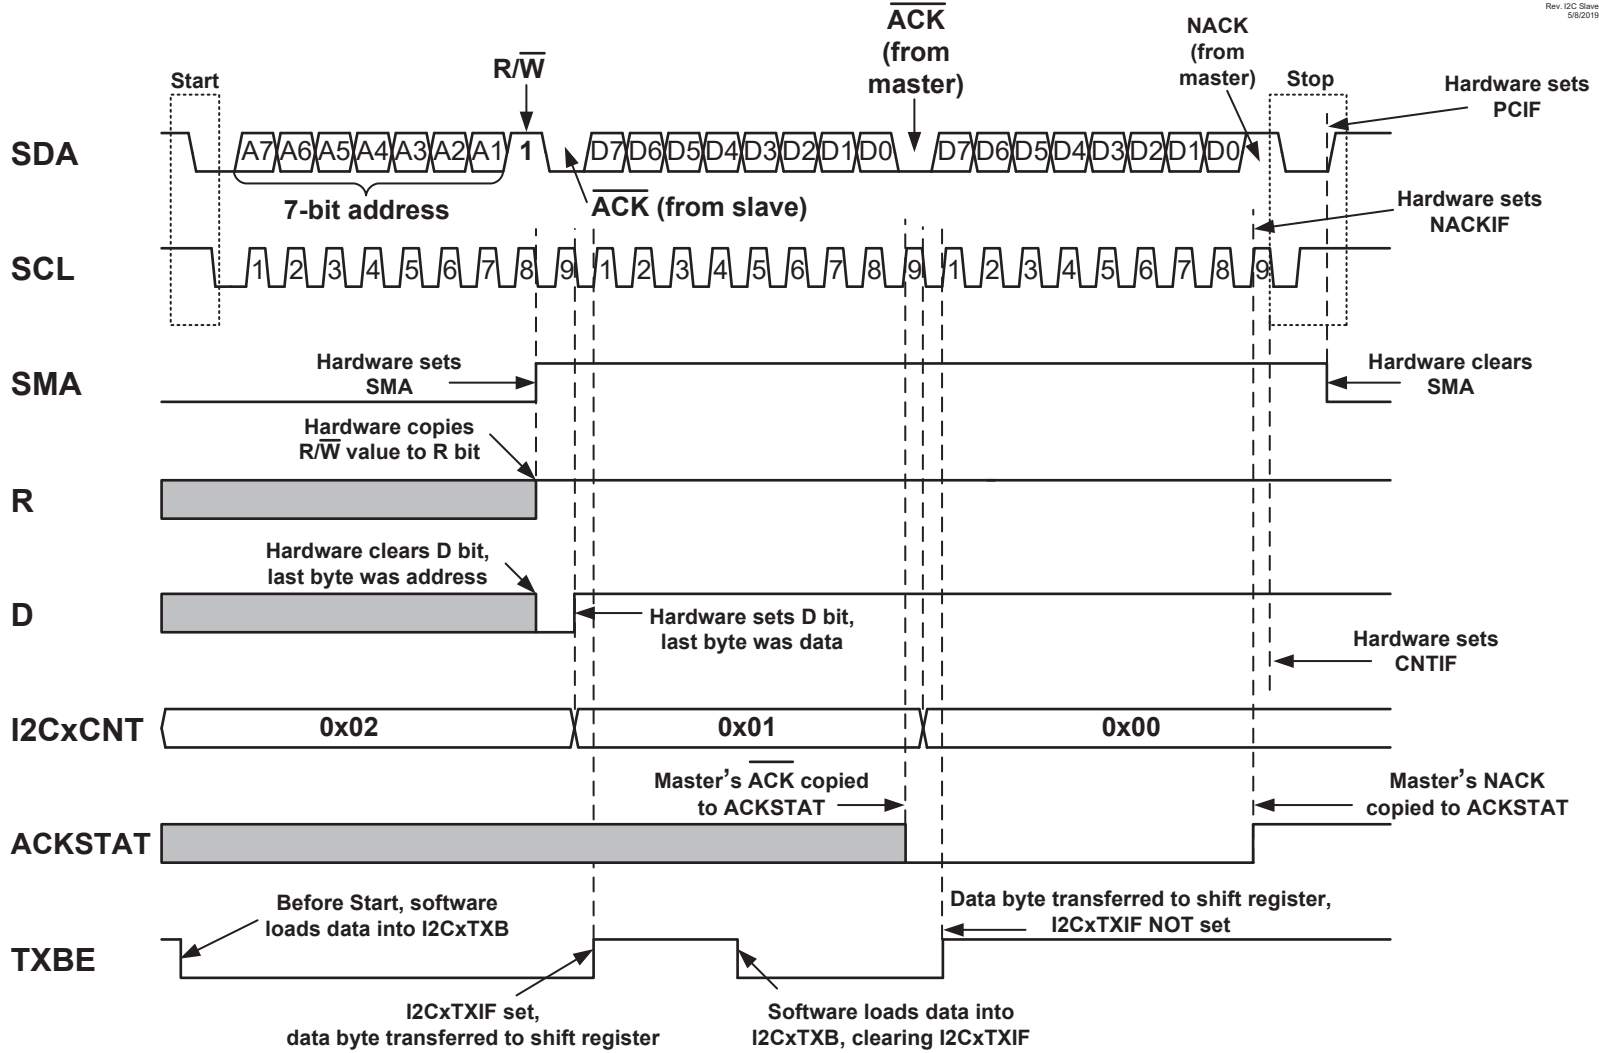 Rev. I2C Slave
5/8/2019
ACK
(from
master)
NACK
(from
master)
R/W
Start
Stop
Hardware sets
PCIF
SDA
A7 A6 A5 A4 A3 A2 A1 1 D7 D6 D5 D4 D3 D2 D1 D0 D7 D6 D5 D4 D3 D2 D1 D0
7-bit address
ACK (from slave)
Hardware sets
NACKIF
SCL
1 2 3 4 5 6 7 8 9 1 2 3 4 5 6 7 8 9 1 2 3 4 5 6 7 8 9
SMA
Hardware sets
SMA
Hardware clears
SMA
Hardware copies
R/W value to R bit
R
Hardware clears D bit,
last byte was address
D
Hardware sets D bit,
last byte was data
Hardware sets
CNTIF
I2CxCNT
0x02 0x01 0x00
Master's ACK copied
to ACKSTAT
Master's NACK
copied to ACKSTAT
ACKSTAT
Before Start, software
loads data into I2CxTXB
Data byte transferred to shift register,
I2CxTXIF NOT set
TXBE
I2CxTXIF set,
data byte transferred to shift register
Software loads data into
I2CxTXB, clearing I2CxTXIF